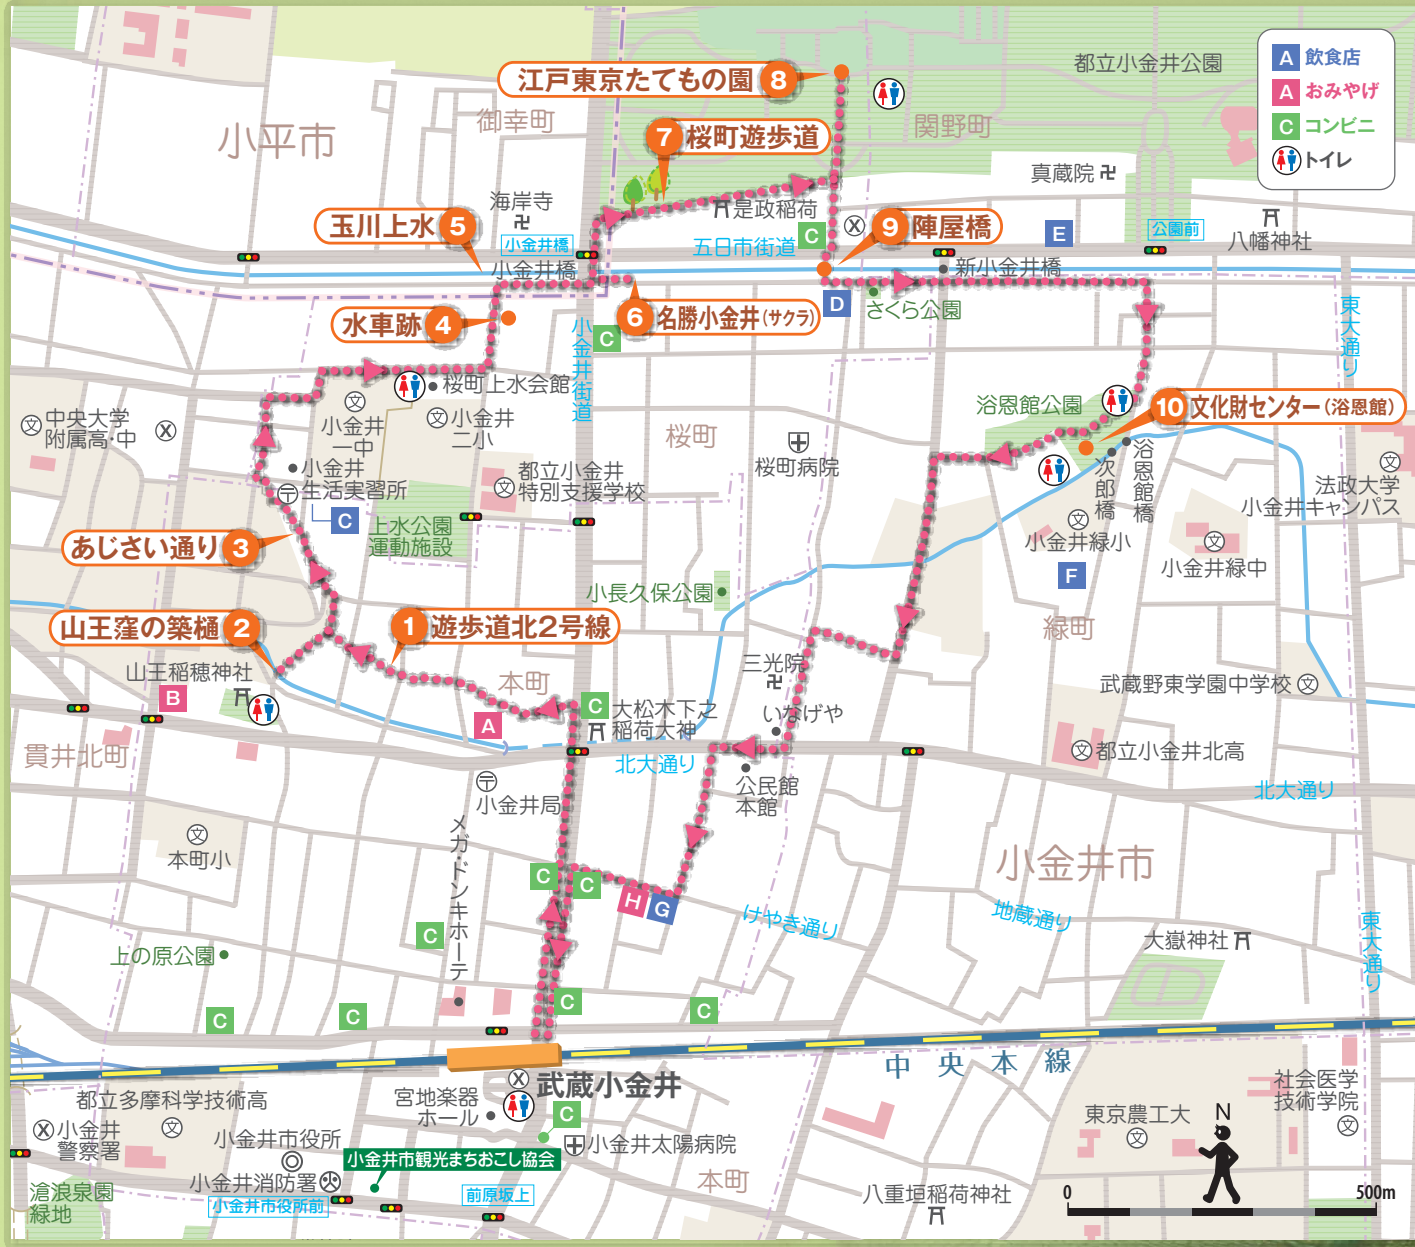 A 飲食店
A おみやげ
C コンビニ
トイレ
都立小金井公園
江戸東京たてもの園 8
御幸町
関野町
小平市
7 桜町遊歩道
真蔵院
海岸寺
是政稲荷
玉川上水 5
小金井橋
五日市街道
C
9 陣屋橋
E
公園前
八幡神社
小金井橋
新小金井橋
水車跡 4
6 名勝小金井(サクラ)
D
さくら公園
東大通り
小金井街道
C
桜町上水会館
中央大学
附属高・中
小金井
一中
小金井
二小
桜町
浴恩館公園
10 文化財センター(浴恩館)
小金井
生活実習所
都立小金井
特別支援学校
桜町病院
次郎橋
浴恩館橋
法政大学
小金井キャンパス
C
上水公園
運動施設
あじさい通り 3
小金井緑小
小金井緑中
F
小長久保公園
山王窪の築樋 2
1 遊歩道北2号線
緑町
山王稲穂神社
B
本町
三光院
武蔵野東学園中学校
A
C
大松木下之
稲荷大神
いなげや
貫井北町
北大通り
公民館
本館
都立小金井北高
北大通り
小金井局
本町小
メガ・ドンキホーテ
小金井市
C
C
H
G
けやき通り
地蔵通り
C
大嶽神社
東大通り
上の原公園
C
C
C
C
中央本線
武蔵小金井
都立多摩科学技術高
宮地楽器
ホール
C
東京農工大
社会医学
技術学院
小金井
警察署
小金井市役所
小金井太陽病院
小金井市観光まちおこし協会
小金井消防署
小金井市役所前
前原坂上
本町
八重垣稲荷神社
滄浪泉園
緑地
N
0
500m